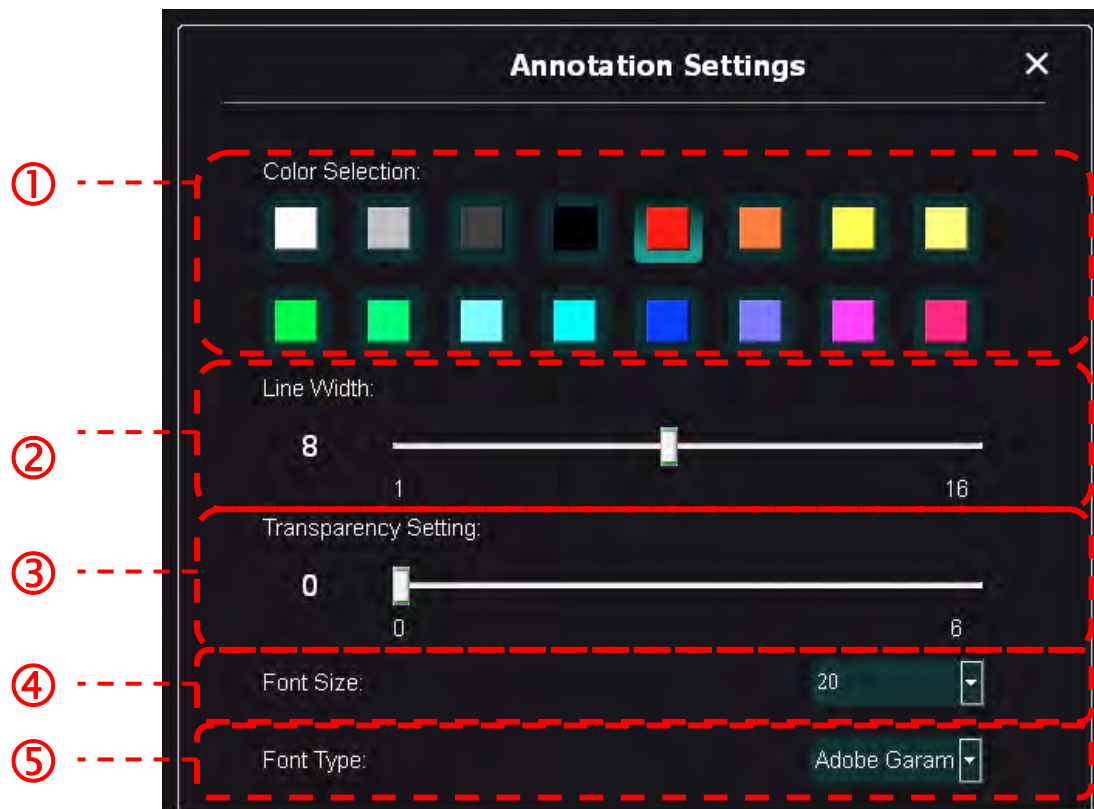 Annotation Settings
① Color Selection:
② Line Width:
8
1 16
③ Transparency Setting:
0
0 6
④ Font Size: 20
⑤ Font Type: Adobe Garam